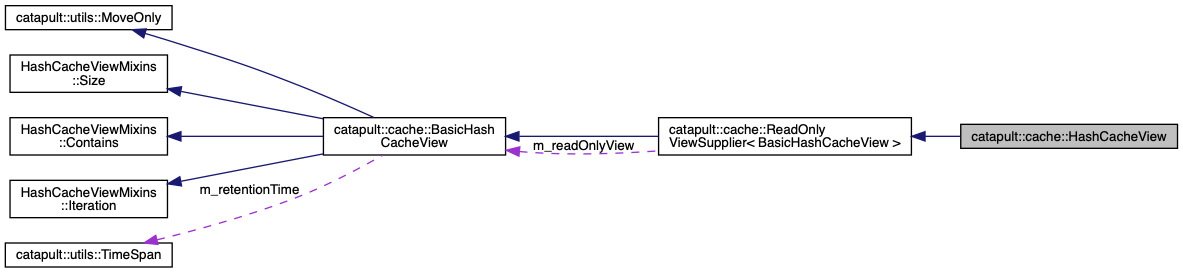 catapult::utils::MoveOnly
HashCacheViewMixins
::Size
HashCacheViewMixins
::Contains
HashCacheViewMixins
::Iteration
catapult::utils::TimeSpan
m_retentionTime
catapult::cache::BasicHash
CacheView
m_readOnlyView
catapult::cache::ReadOnly
ViewSupplier< BasicHashCacheView >
catapult::cache::HashCacheView